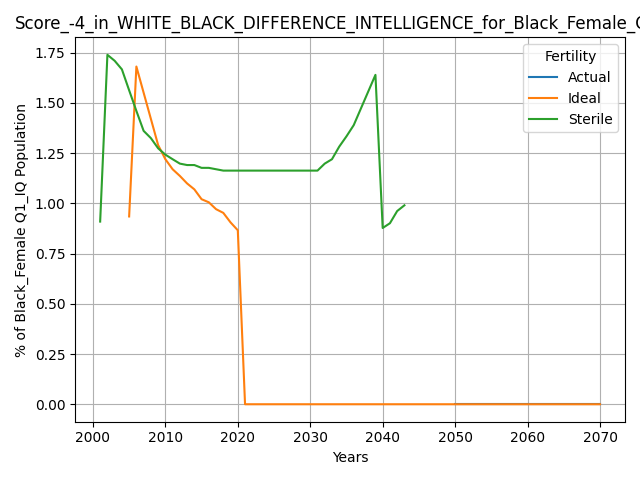 Score_-4_in_WHITE_BLACK_DIFFERENCE_INTELLIGENCE_for_Black_Female_Q
Fertility
Actual
Ideal
Sterile
% of Black_Female Q1_IQ Population
1.75
1.50
1.25
1.00
0.75
0.50
0.25
0.00
2000 2010 2020 2030 2040 2050 2060 2070
Years